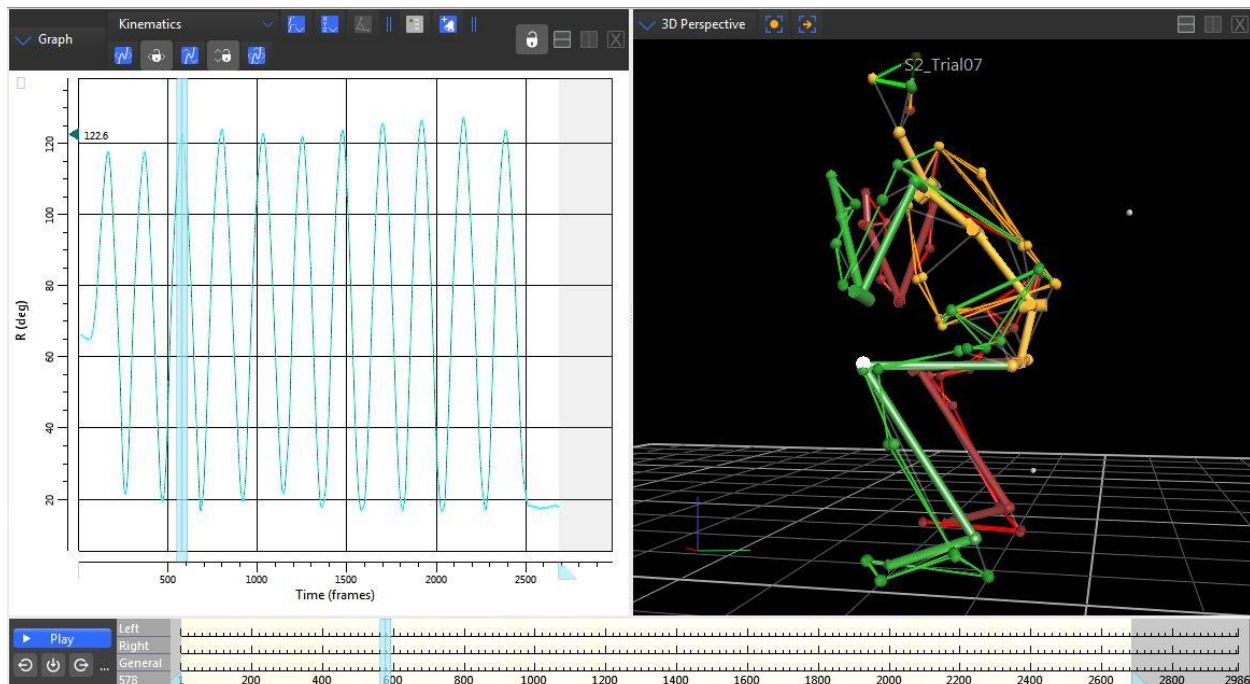 Graph
Kinematics
3D Perspective
S2_Trial07
122.6
120
100
80
60
40
20
R (deg)
500 1000 1500 2000 2500
Time (frames)
Play
...
Left
Right
General
578
1 200 400 600 800 1000 1200 1400 1600 1800 2000 2200 2400 2600 2800 2986